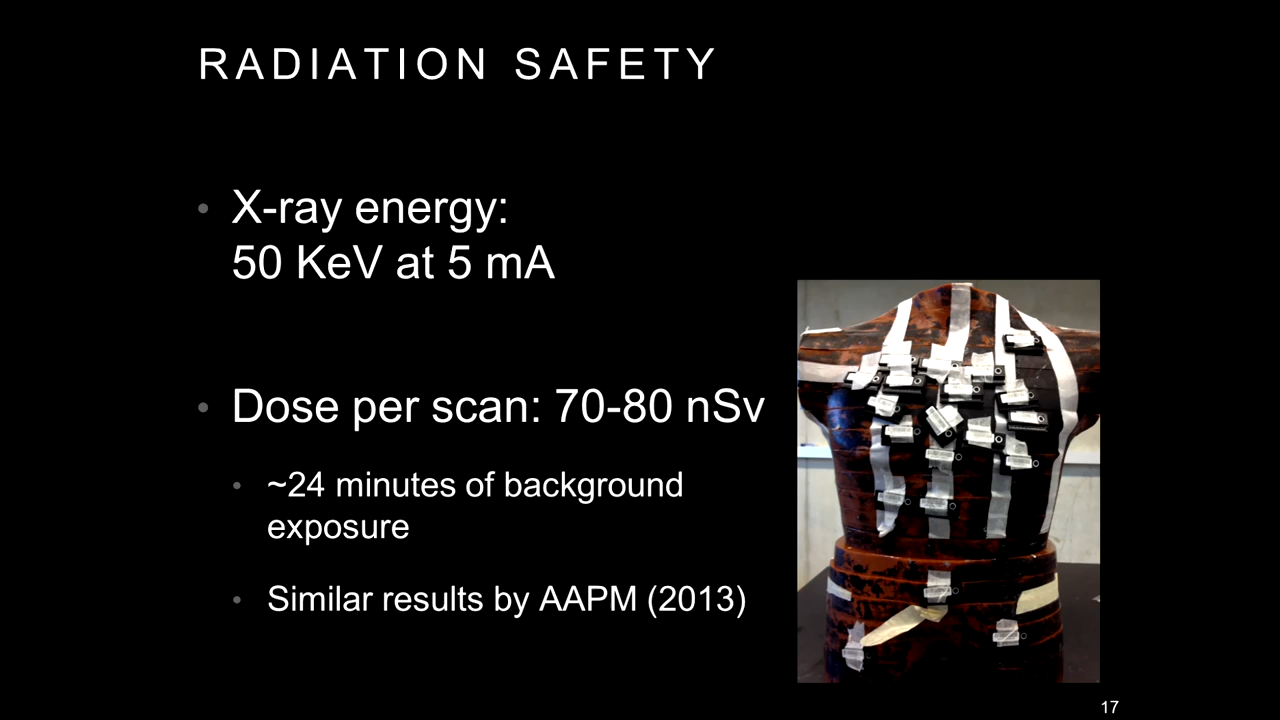 RADIATION SAFETY
• X-ray energy:
50 KeV at 5 mA
• Dose per scan: 70-80 nSv
• ~24 minutes of background
exposure
• Similar results by AAPM (2013)
17